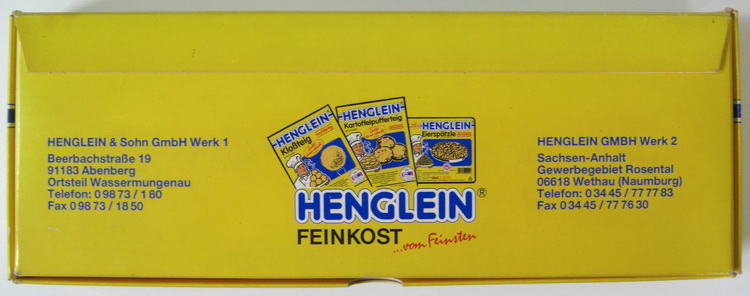 HENGLEIN & Sohn GmbH Werk 1
Beerbachstraße 19
91183 Abenberg
Ortsteil Wassermungenau
Telefon: 0 98 73 / 1 80
Fax 0 98 73 / 18 50
HENGLEIN
Kloßteig
HENGLEIN
Kartoffelpufferteig
HENGLEIN
Eierspätzle
HENGLEIN®
FEINKOST
...vom Feinsten
HENGLEIN GMBH Werk 2
Sachsen-Anhalt
Gewerbegebiet Rosental
06618 Wethau (Naumburg)
Telefon: 0 34 45 / 77 77 83
Fax 0 34 45 / 77 76 30